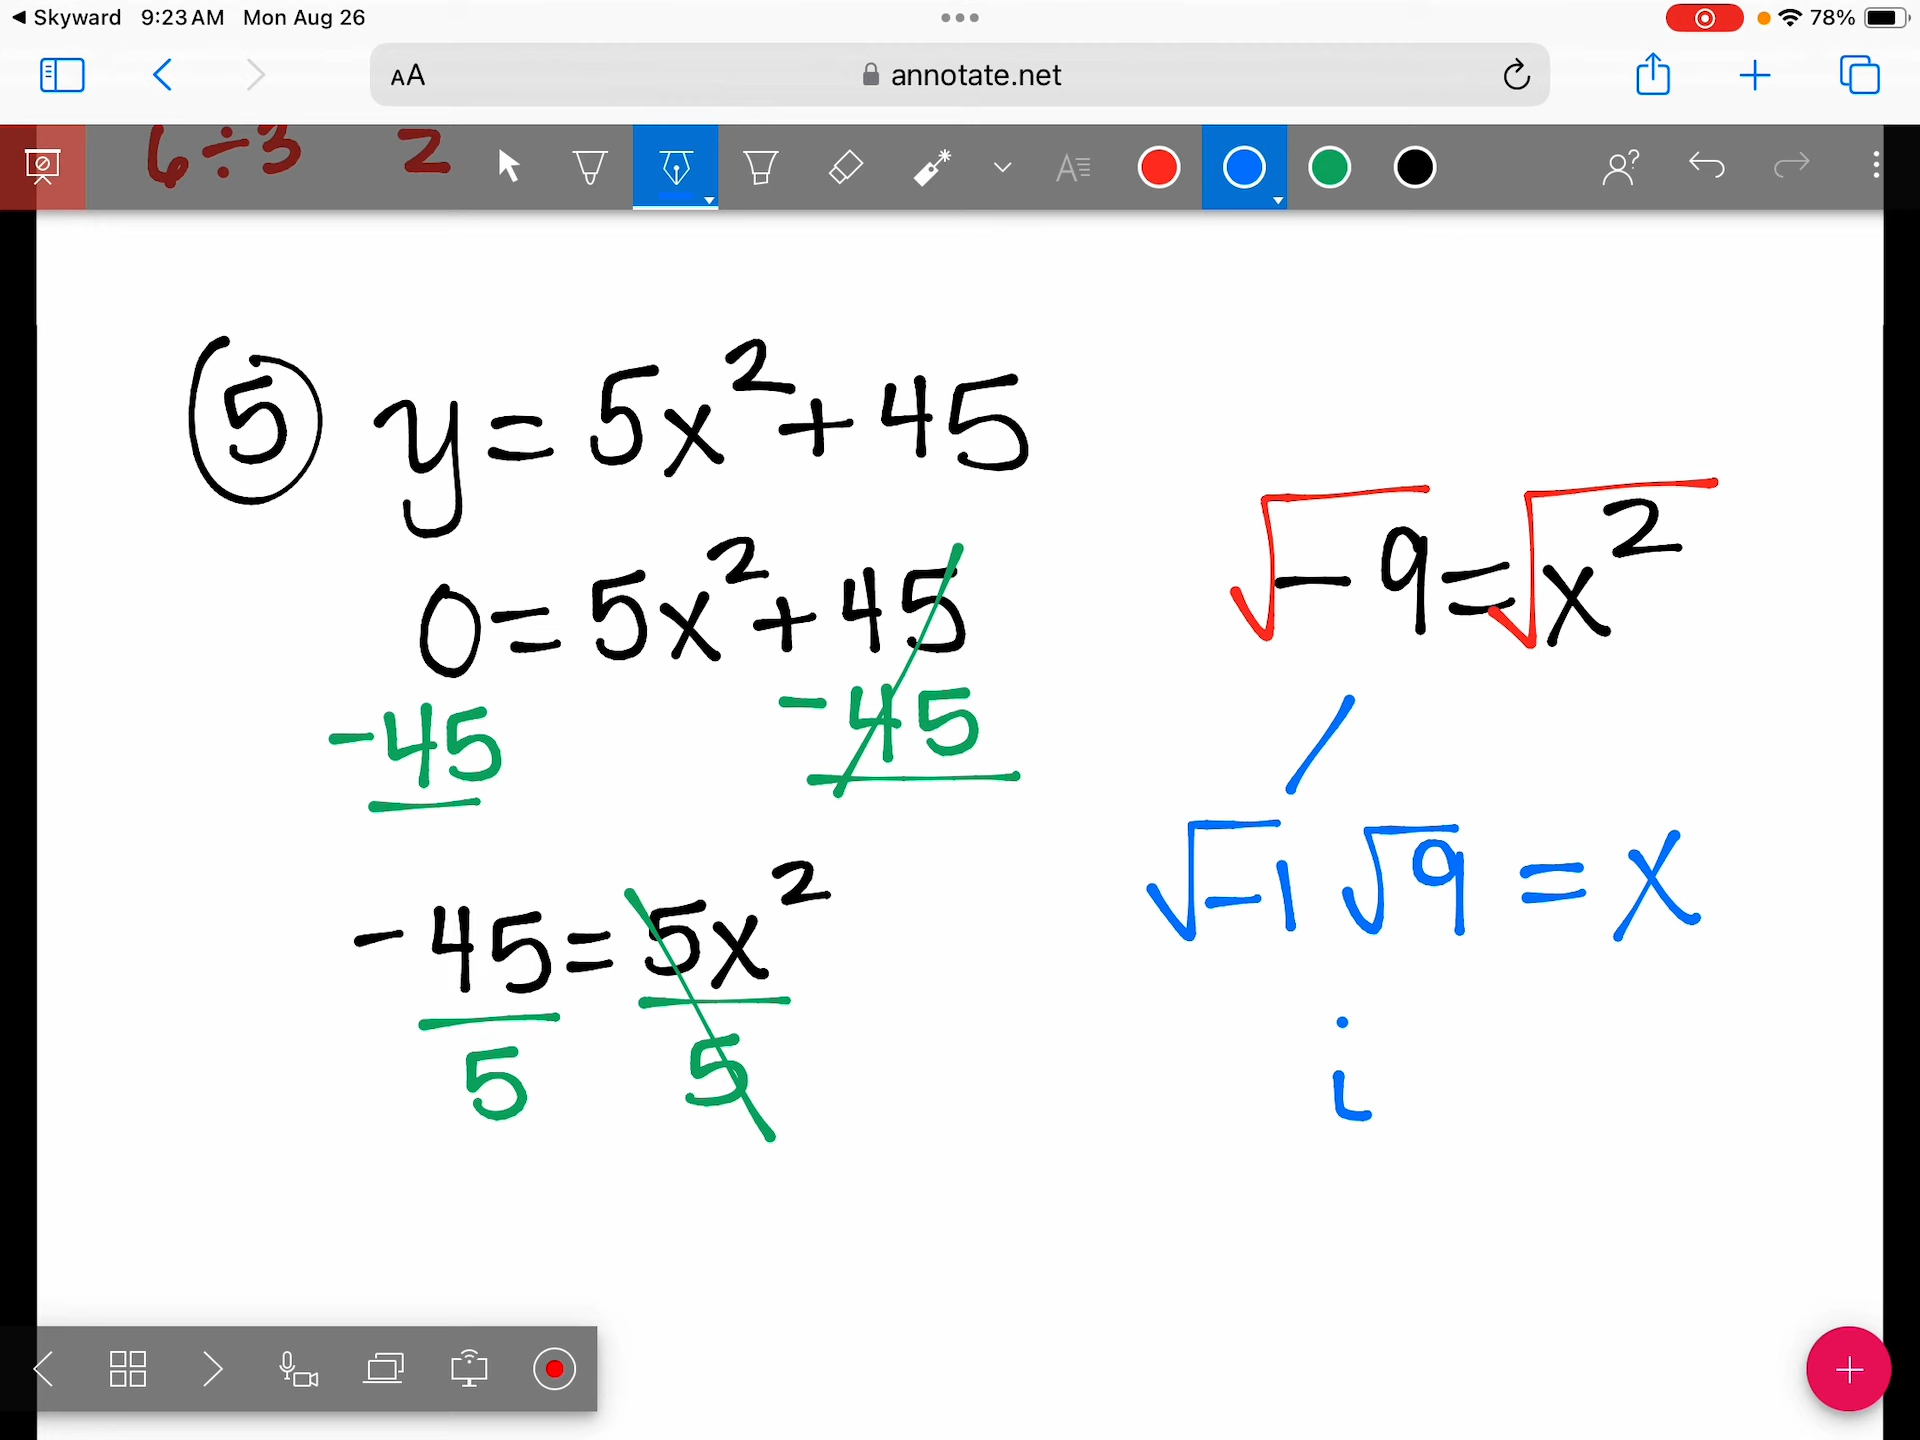 Skyward 9:23 AM Mon Aug 26 78%
AA annotate.net
6÷3 2
5 y = 5x² + 45
0 = 5x² + 45
-45 -45
-45 = 5x²
5 5
√-9 = √x²
√-1 √9 = x
i